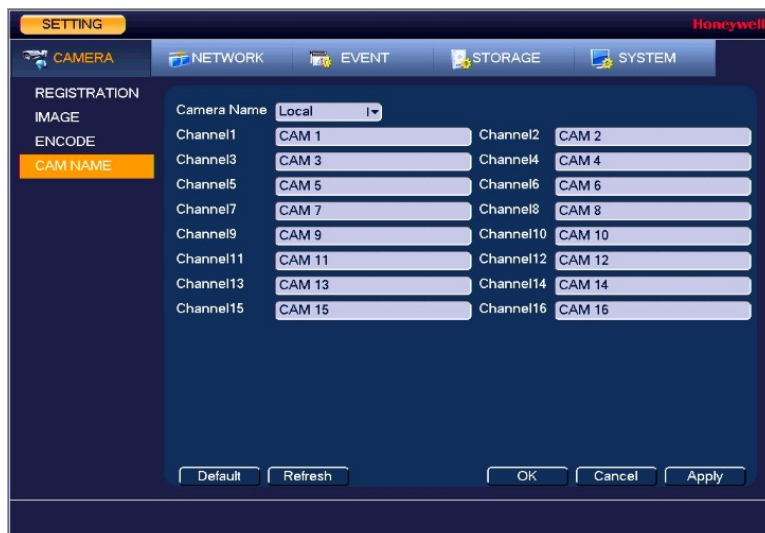 SETTING
Honeywell
CAMERA NETWORK EVENT STORAGE SYSTEM
REGISTRATION
IMAGE
ENCODE
CAM NAME
Camera Name Local
Channel1 CAM 1 Channel2 CAM 2
Channel3 CAM 3 Channel4 CAM 4
Channel5 CAM 5 Channel6 CAM 6
Channel7 CAM 7 Channel8 CAM 8
Channel9 CAM 9 Channel10 CAM 10
Channel11 CAM 11 Channel12 CAM 12
Channel13 CAM 13 Channel14 CAM 14
Channel15 CAM 15 Channel16 CAM 16
Default Refresh OK Cancel Apply